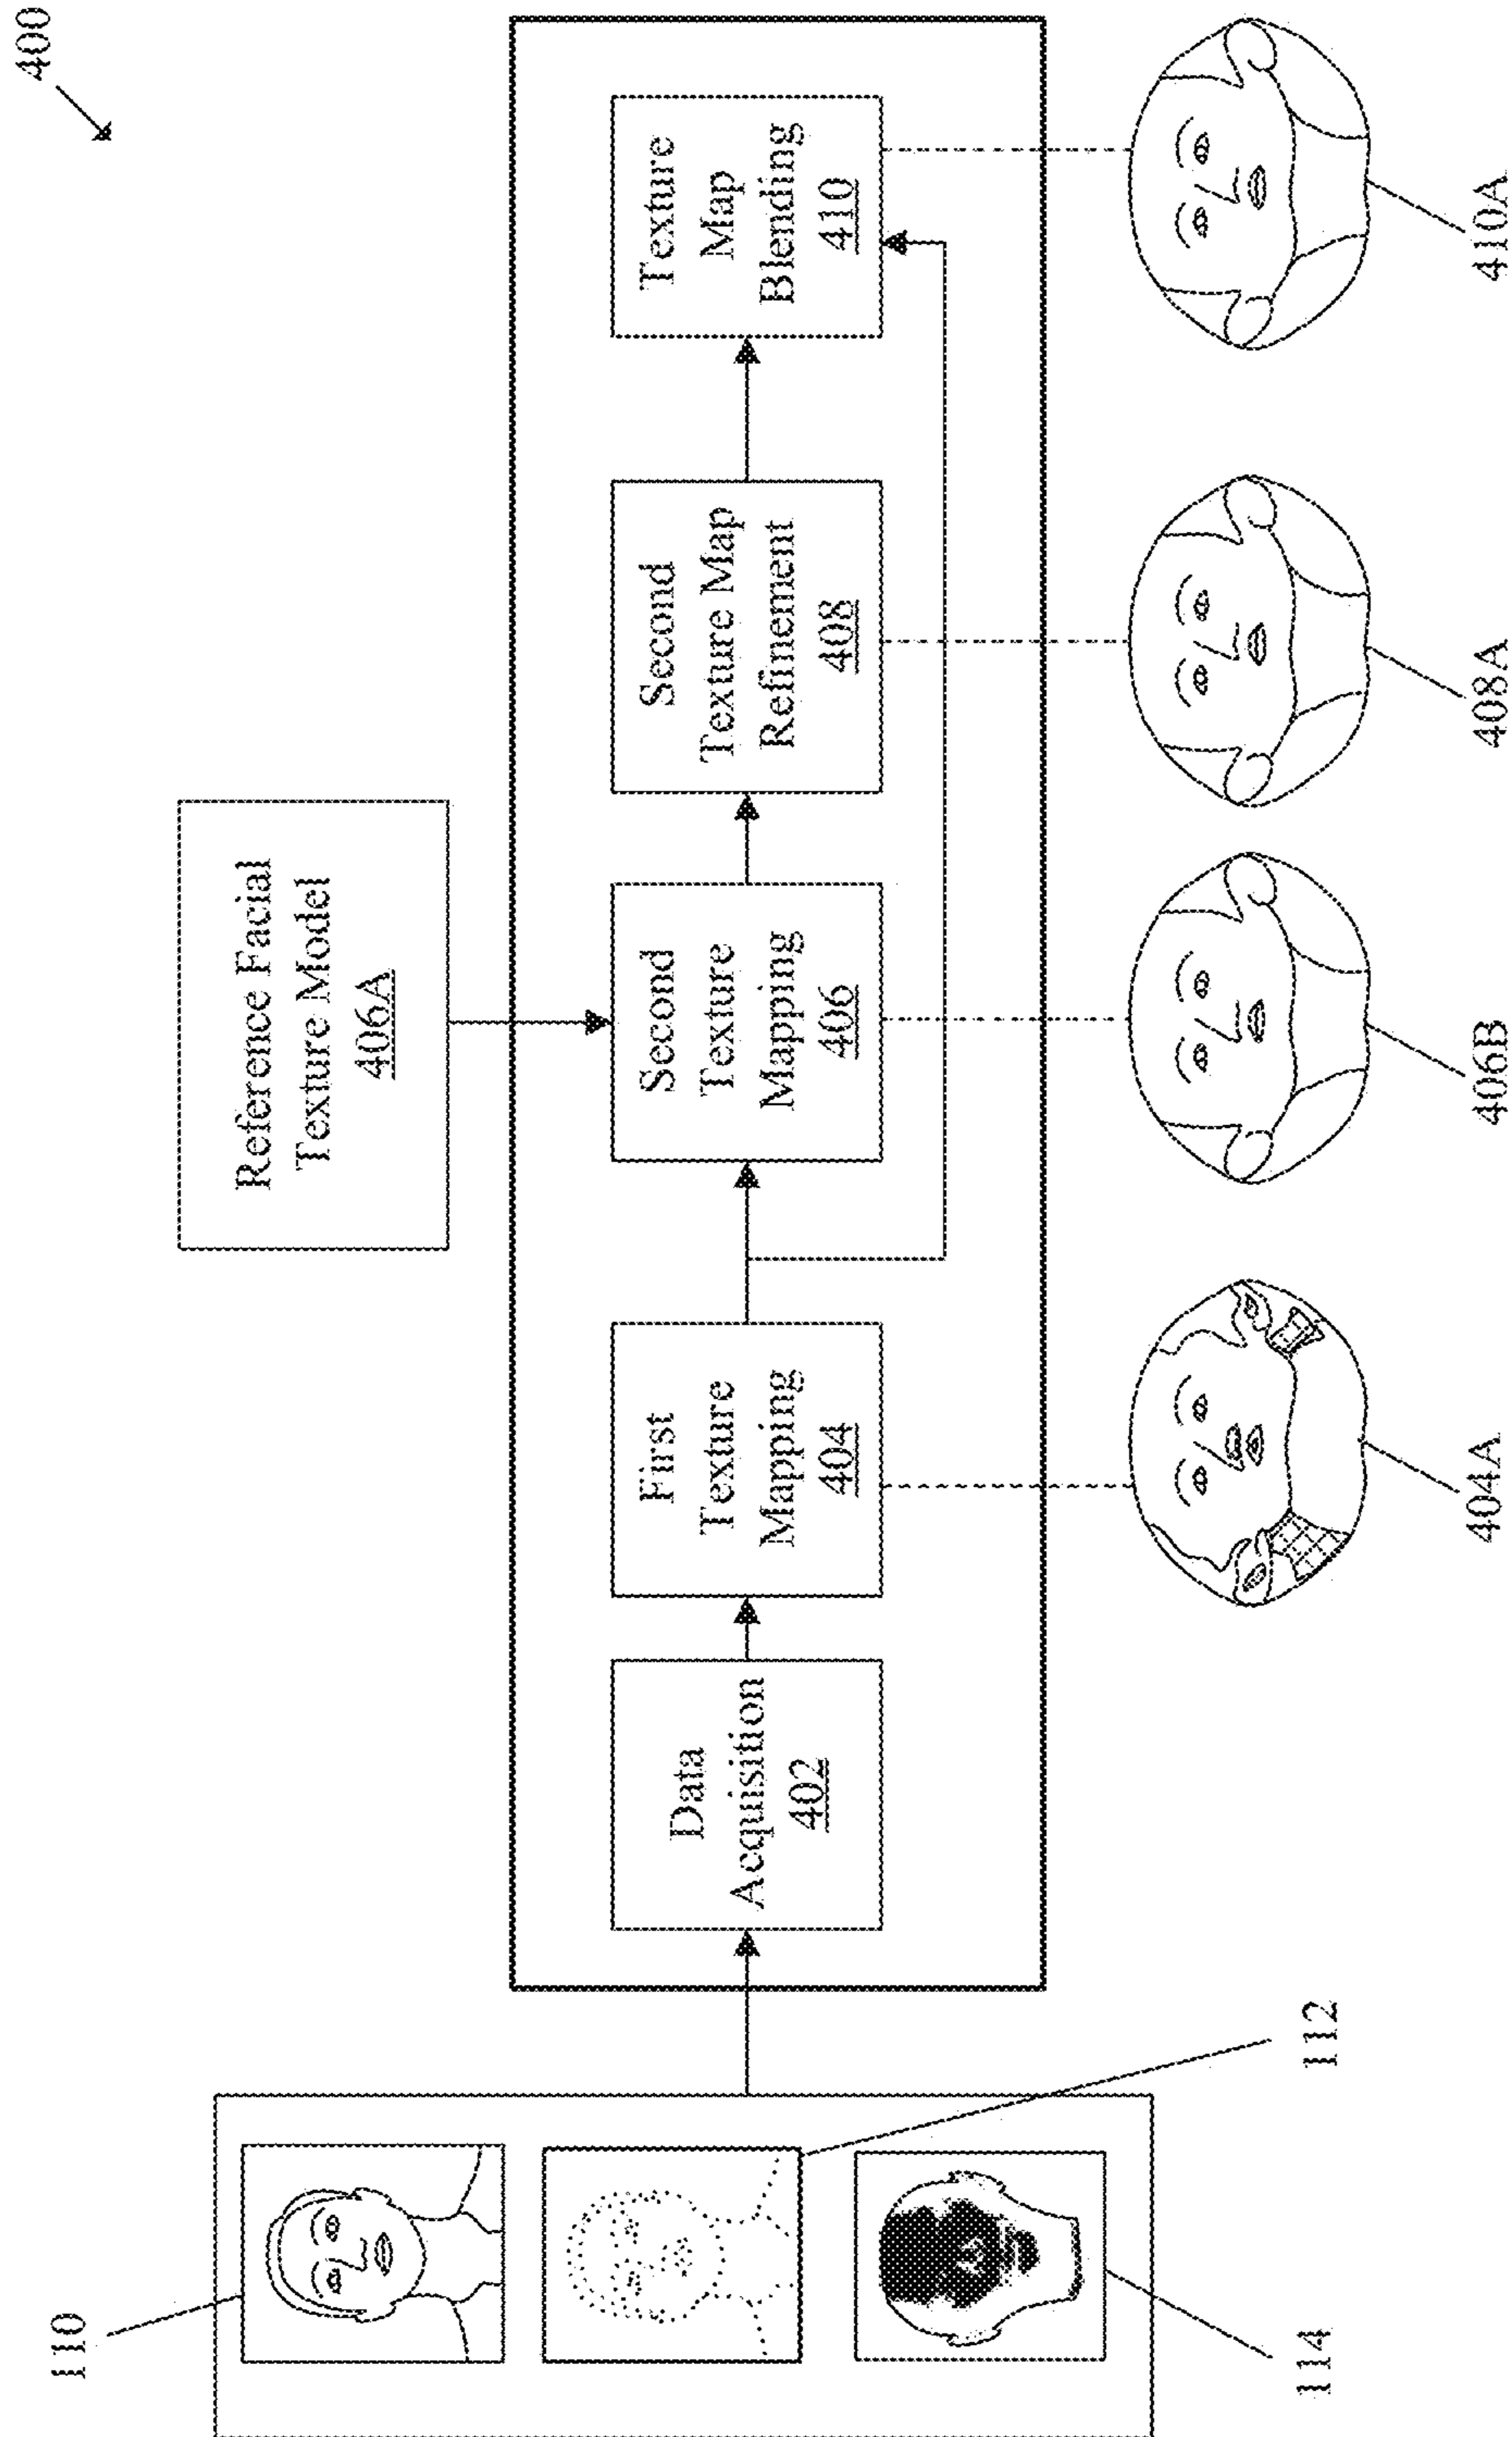 400
Reference Facial
Texture Model
406A
110
Data
Acquisition
402
First
Texture
Mapping
404
Second
Texture
Mapping
406
Second
Texture Map
Refinement
408
Texture
Map
Blending
410
112
114
404A
406B
408A
410A